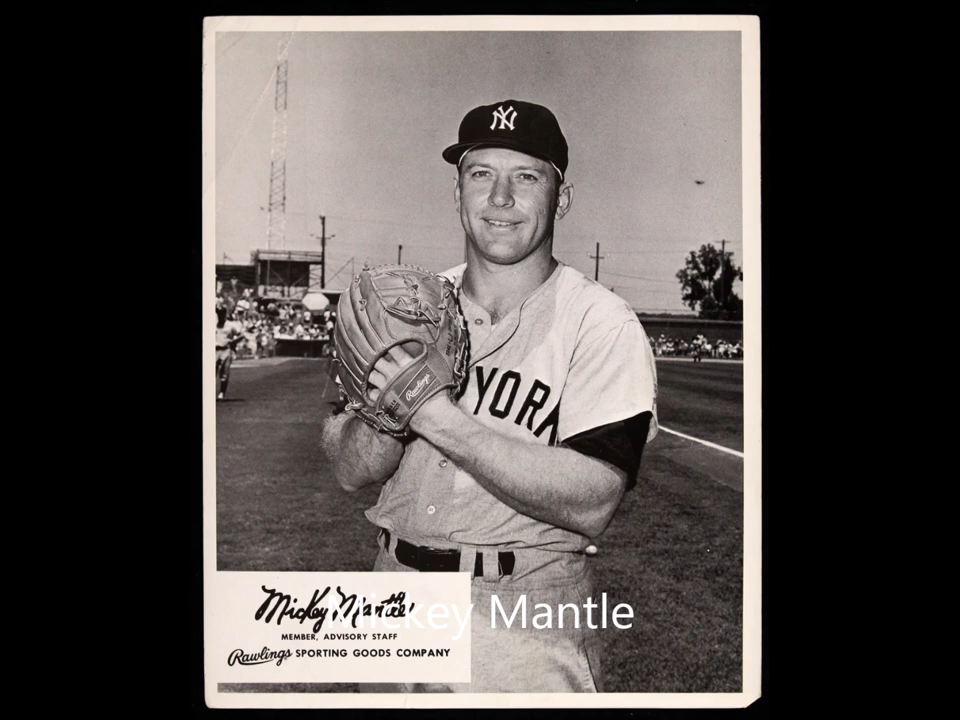 NY
Rawlings
YORK
Mickey Mantle
Mickey Mantle
MEMBER, ADVISORY STAFF
Rawlings SPORTING GOODS COMPANY